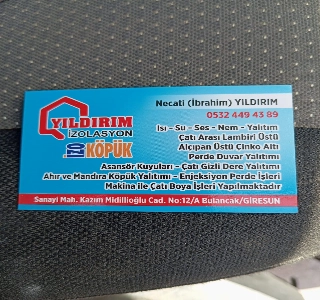 Necati (İbrahim) YILDIRIM
0532 449 43 89
YILDIRIM
İZOLASYON
KÖPÜK
Isı - Su - Ses - Nem - Yalıtım
Çatı Arası Lambiri Üstü
Alçıpan Üstü Çinko Altı
Perde Duvar Yalıtımı
Asansör Kuyuları - Çatı Gizli Dere Yalıtımı
Ahır ve Mandıra Köpük Yalıtımı - Enjeksiyon Perde İşleri
Makina ile Çatı Boya İşleri Yapılmaktadır
Sanayi Mah. Kazım Midillioğlu Cad. No:12/A Bulancak/GİRESUN